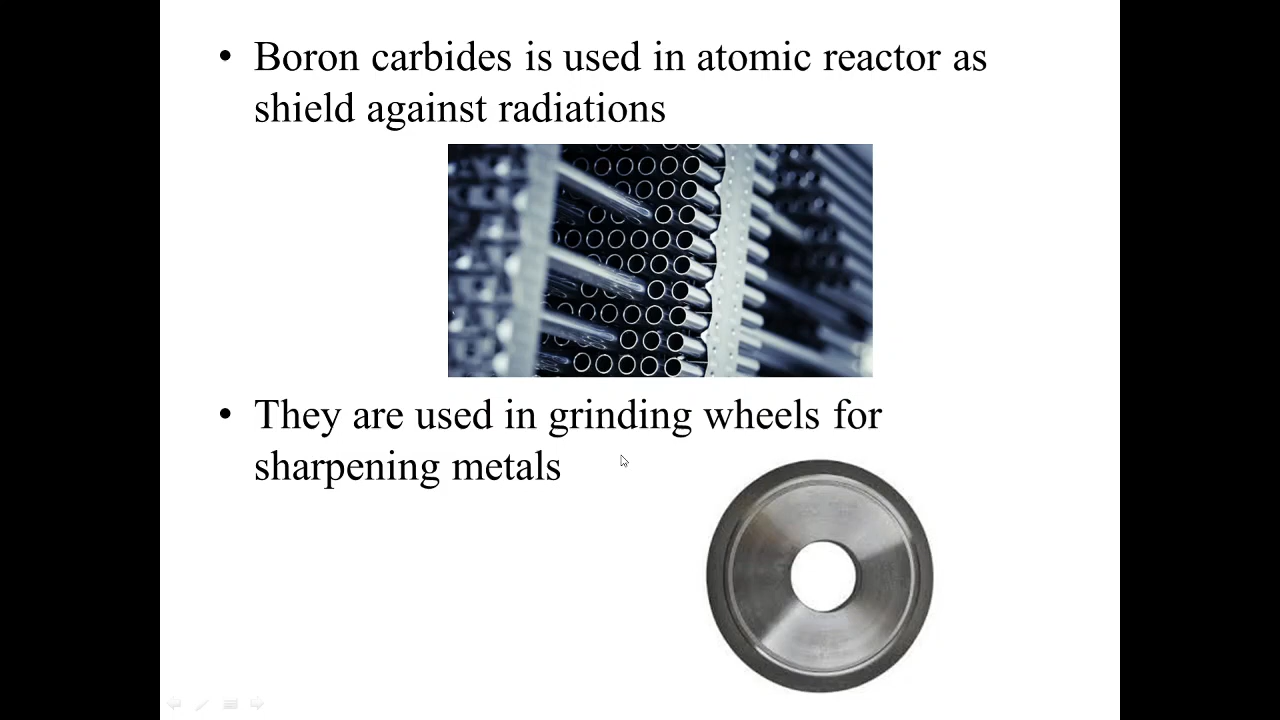 • Boron carbides is used in atomic reactor as
shield against radiations
• They are used in grinding wheels for
sharpening metals